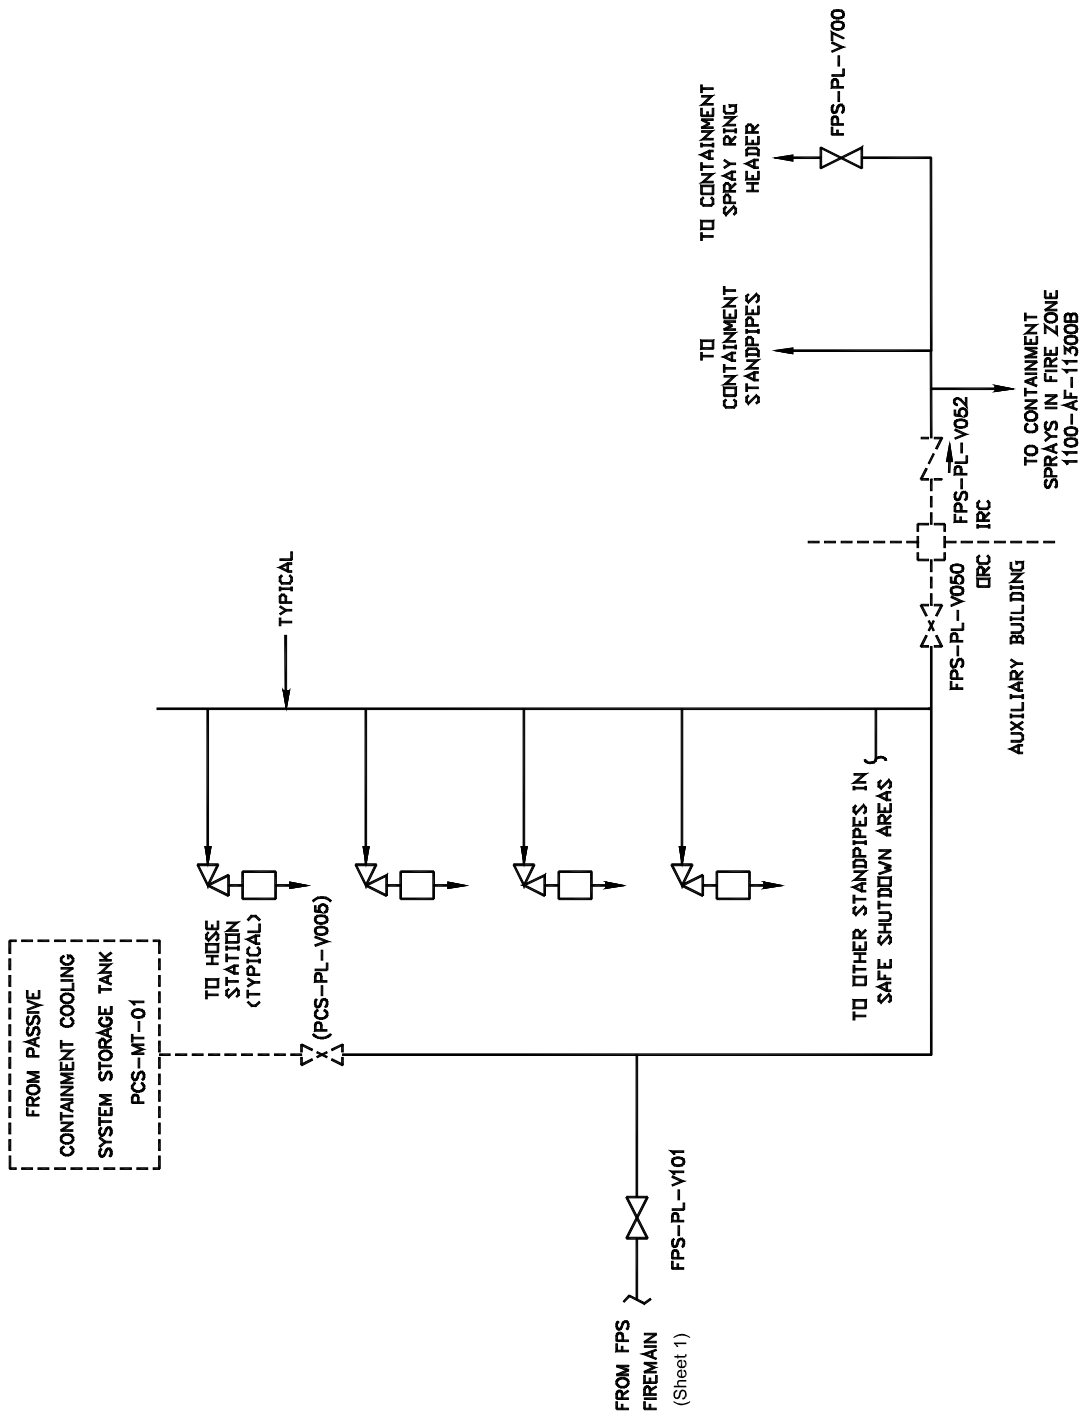 FROM PASSIVE
CONTAINMENT COOLING
SYSTEM STORAGE TANK
PCS-MT-01
(PCS-PL-V005)
TO HOSE
STATION
(TYPICAL)
TYPICAL
FROM FPS
FIREMAIN
(Sheet 1)
FPS-PL-V101
TO OTHER STANDPIPES IN
SAFE SHUTDOWN AREAS
FPS-PL-V050
ORC
IRC
AUXILIARY BUILDING
FPS-PL-V052
TO
CONTAINMENT
STANDPIPES
TO CONTAINMENT
SPRAY RING
HEADER
FPS-PL-V700
TO CONTAINMENT
SPRAYS IN FIRE ZONE
1100-AF-11300B